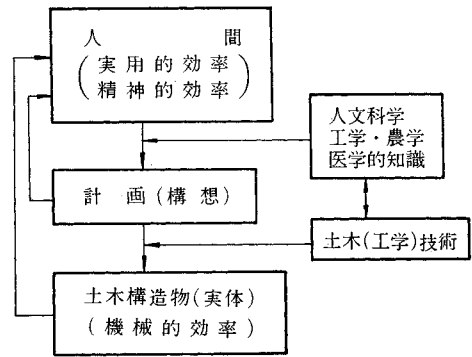 人間
(実用的効率
精神的効率)
人文科学
工学・農学
医学的知識
計画(構想)
土木(工学)技術
土木構造物(実体)
(機械的効率)